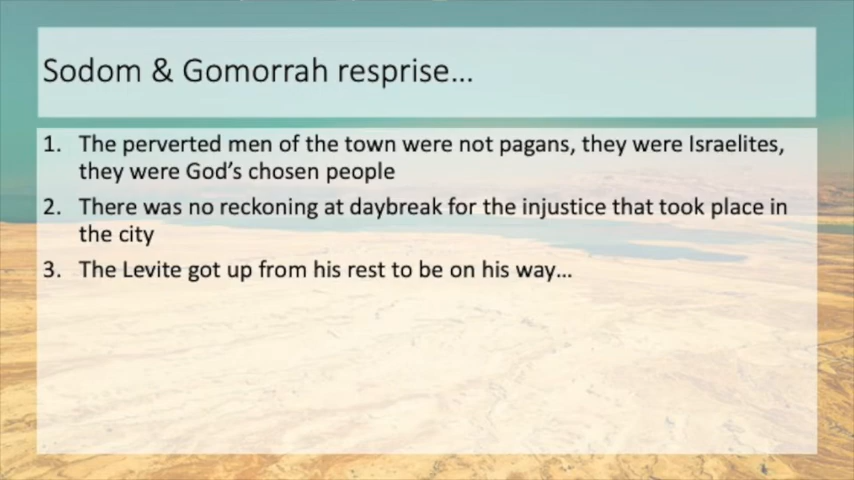 Sodom & Gomorrah resprise...
1. The perverted men of the town were not pagans, they were Israelites,
they were God's chosen people
2. There was no reckoning at daybreak for the injustice that took place in
the city
3. The Levite got up from his rest to be on his way...